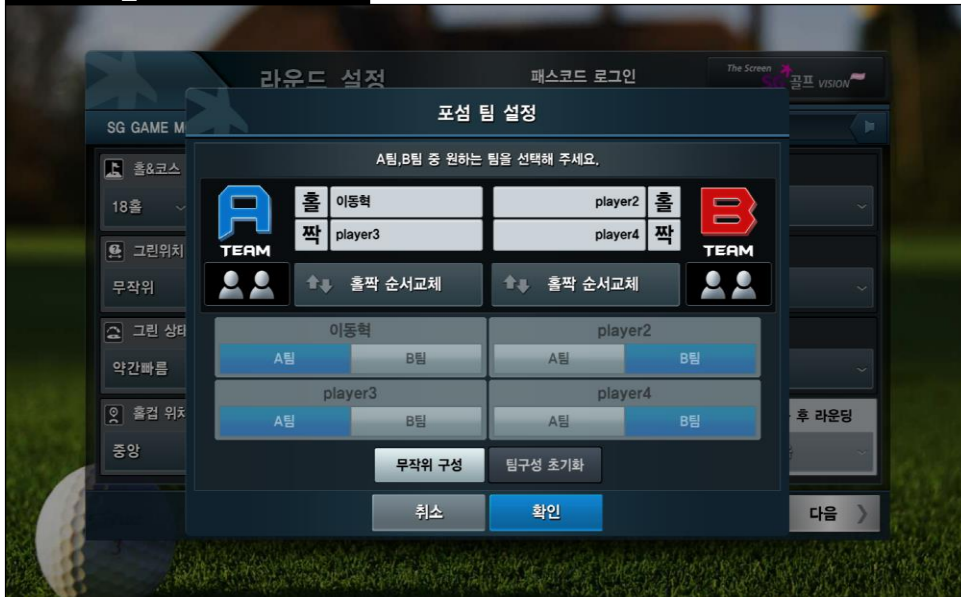 라운드 설정
패스코드 로그인
The Screen
SG골프 VISION
포섬 팀 설정
SG GAME M
A팀,B팀 중 원하는 팀을 선택해 주세요.
홀&코스
18홀
A TEAM
홀 이동혁
짝 player3
player2 홀
player4 짝
B TEAM
그린위치
무작위
홀짝 순서교체
홀짝 순서교체
그린 상태
약간빠름
이동혁
A팀 B팀
player2
A팀 B팀
player3
A팀 B팀
player4
A팀 B팀
홀컵 위치
중앙
후 라운딩
무작위 구성
팀구성 초기화
취소
확인
다음